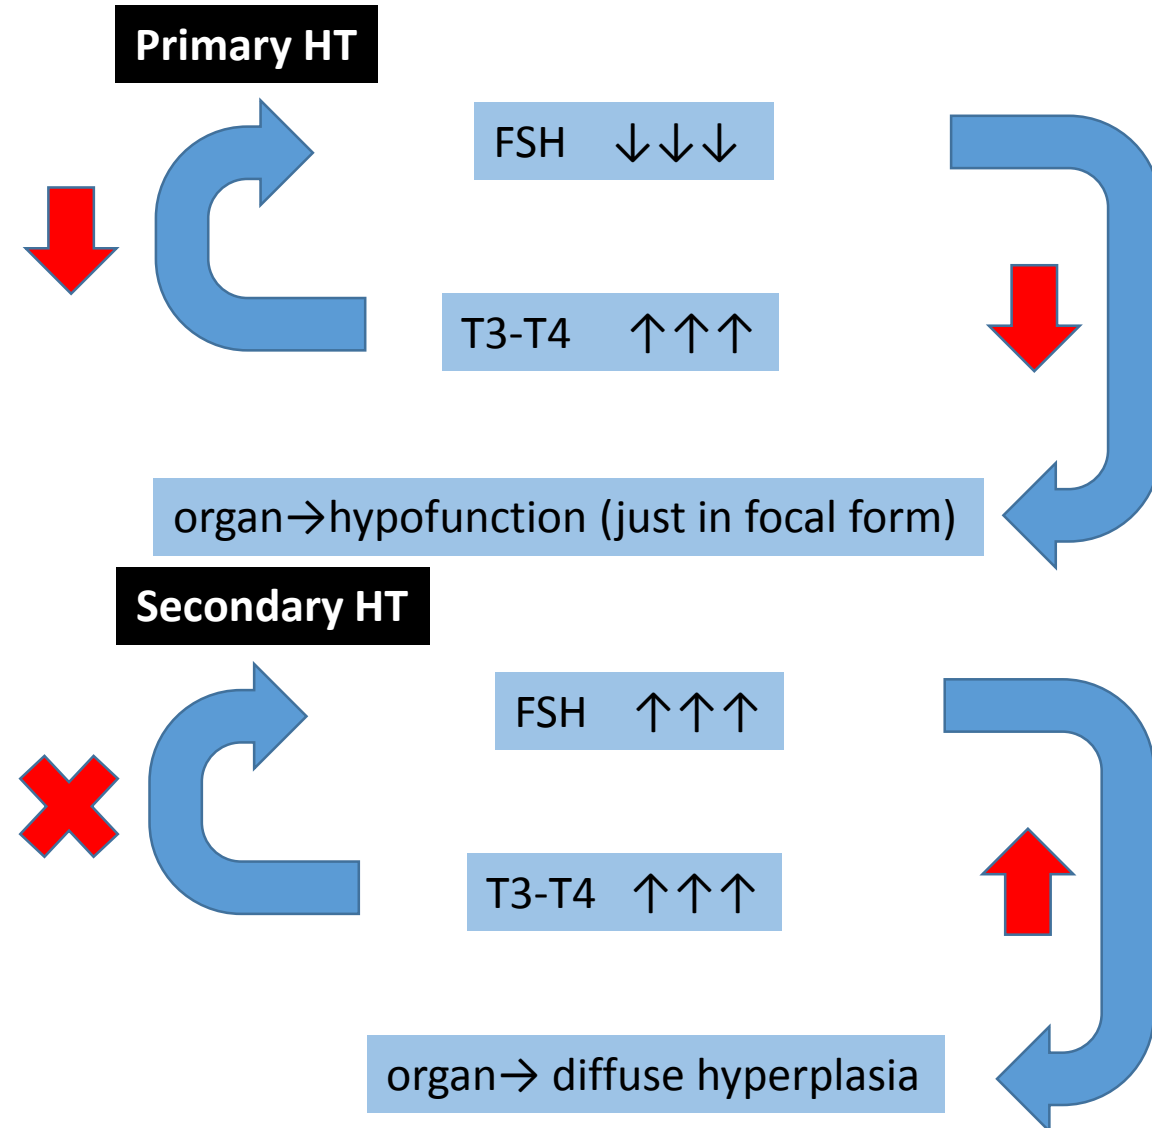 Primary HT
FSH ↓↓↓
T3-T4 ↑↑↑
organ→hypofunction (just in focal form)
Secondary HT
FSH ↑↑↑
T3-T4 ↑↑↑
organ→ diffuse hyperplasia